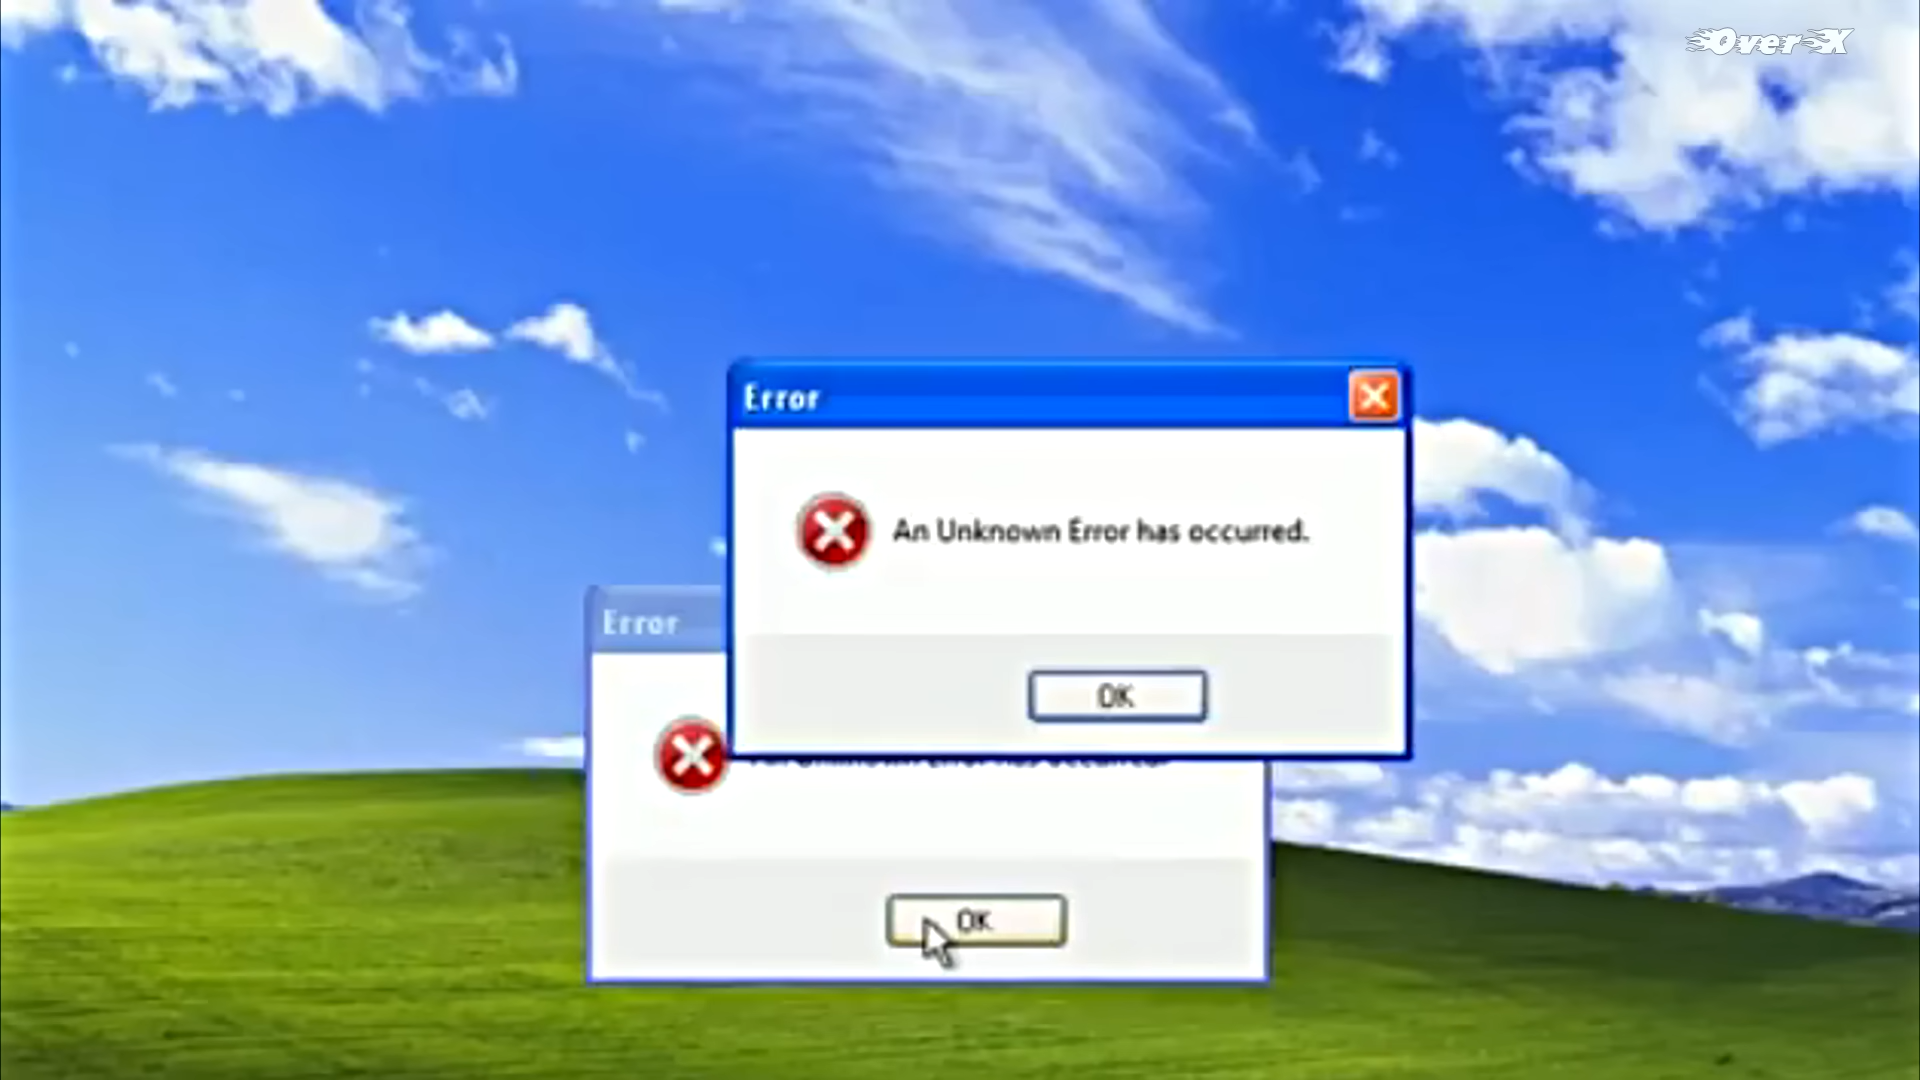 Over-X
Error
An Unknown Error has occurred.
OK
Error
OK